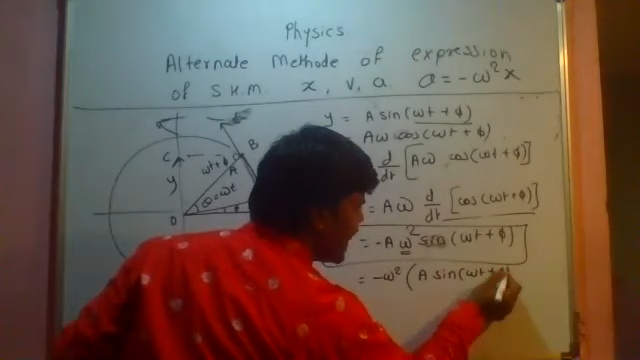 Physics
Alternate Methode of expression
of S.H.M. x, v, a a = -ω²x
y = A sin(ωt + φ)
Aω cos(ωt + φ)
d/dt [Aω cos(ωt + φ)
= Aω d/dt [cos(ωt + φ)]
= -Aω² sin(ωt + φ)
= -ω² (A sin(ωt +
C
B
ωt+φ
A
y
θ=ωt
φ
O